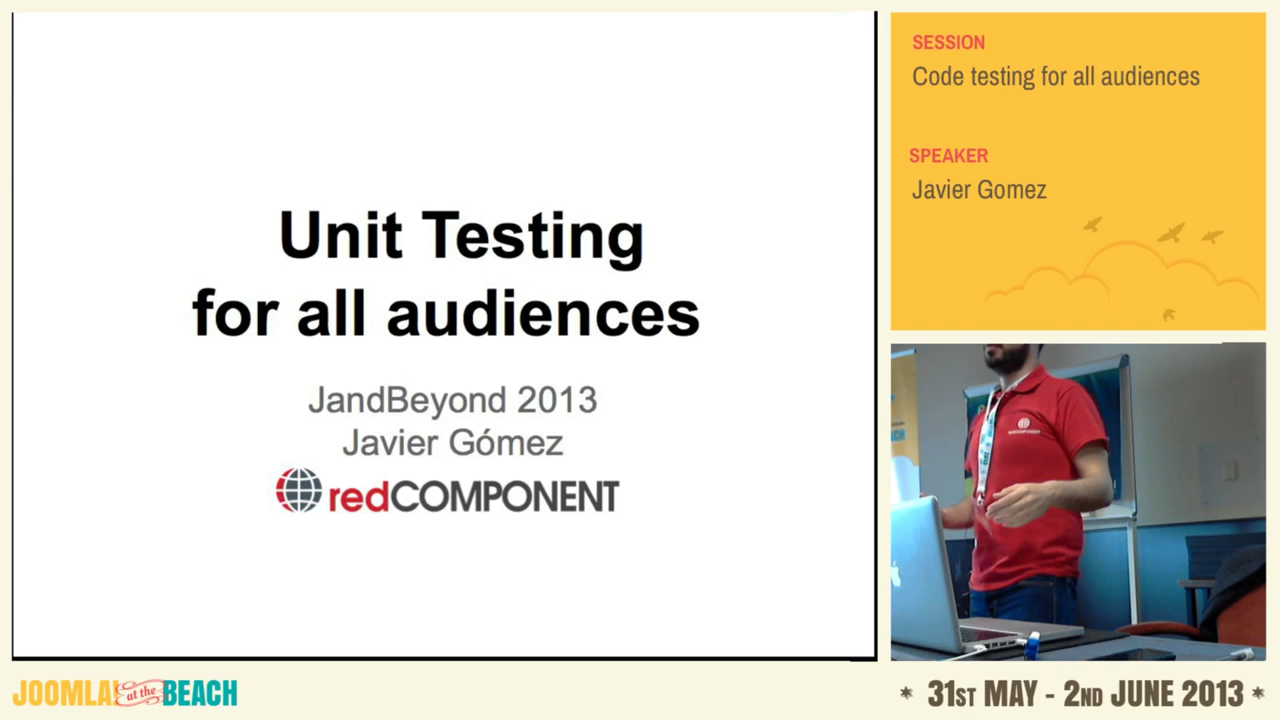 Unit Testing
for all audiences
JandBeyond 2013
Javier Gómez
redCOMPONENT
SESSION
Code testing for all audiences
SPEAKER
Javier Gomez
JOOMLA! at the BEACH
* 31ST MAY - 2ND JUNE 2013 *